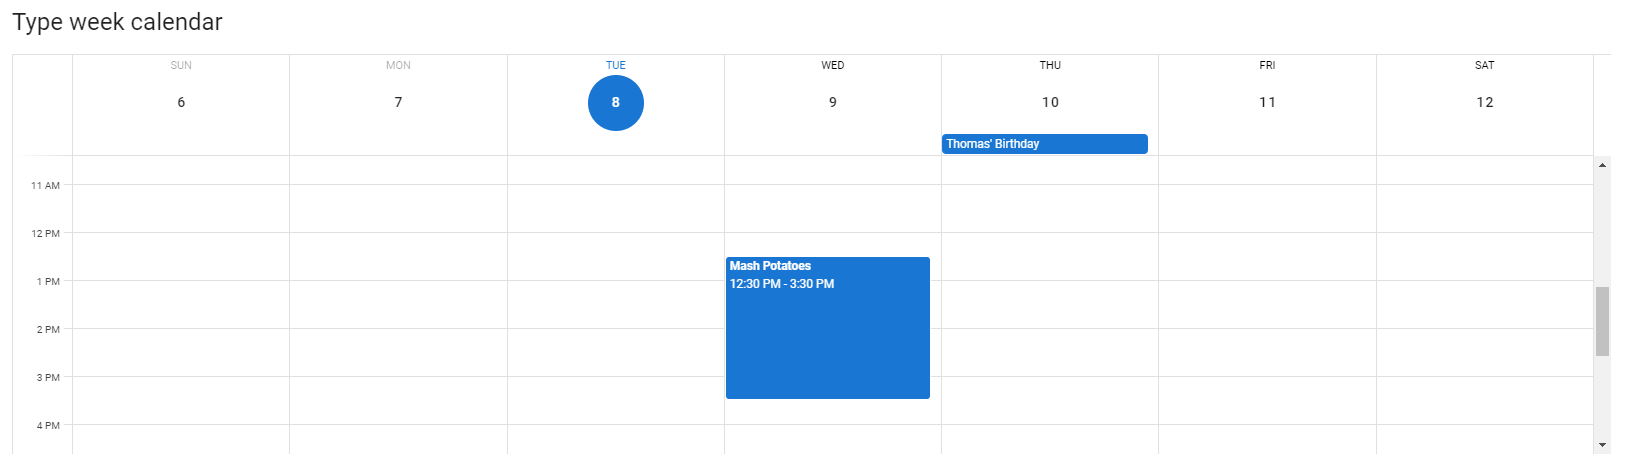 Type week calendar
SUN MON TUE WED THU FRI SAT
6 7 8 9 10 11 12
Thomas' Birthday
11 AM
12 PM
Mash Potatoes
1 PM
12:30 PM - 3:30 PM
2 PM
3 PM
4 PM